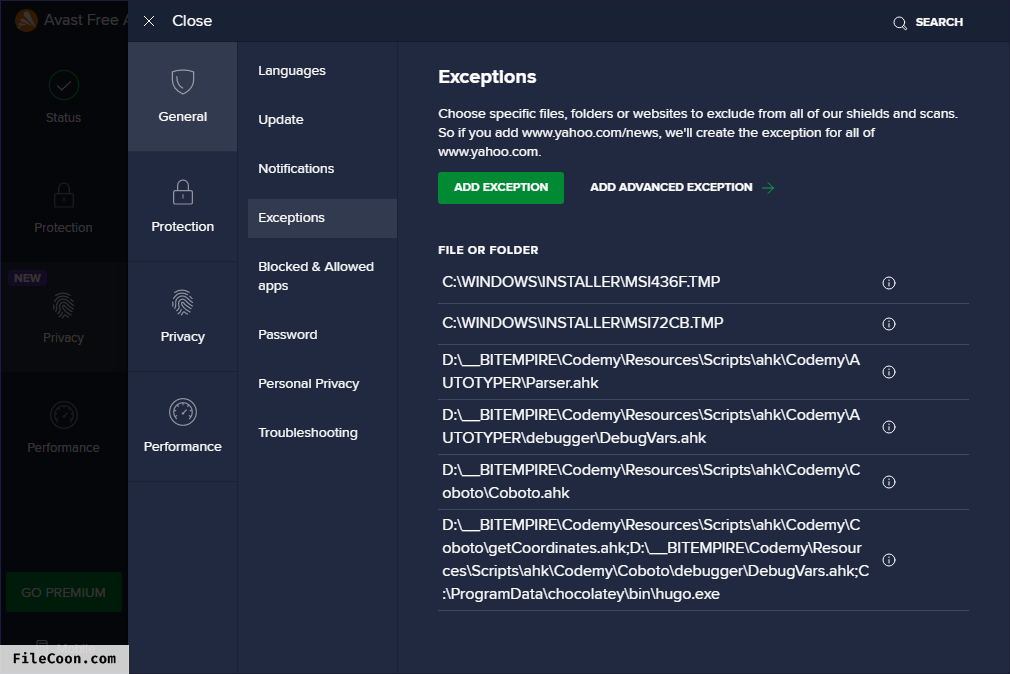 Avast Free A
Close
SEARCH
Status
Protection
NEW
Privacy
Performance
GO PREMIUM
General
Protection
Privacy
Performance
Languages
Update
Notifications
Exceptions
Blocked & Allowed
apps
Password
Personal Privacy
Troubleshooting
Exceptions
Choose specific files, folders or websites to exclude from all of our shields and scans.
So if you add www.yahoo.com/news, we'll create the exception for all of
www.yahoo.com.
ADD EXCEPTION
ADD ADVANCED EXCEPTION
FILE OR FOLDER
C:\WINDOWS\INSTALLER\MSI436F.TMP
C:\WINDOWS\INSTALLER\MSI72CB.TMP
D:\__BITEMPIRE\Codemy\Resources\Scripts\ahk\Codemy\A
UTOTYPER\Parser.ahk
D:\__BITEMPIRE\Codemy\Resources\Scripts\ahk\Codemy\A
UTOTYPER\debugger\DebugVars.ahk
D:\__BITEMPIRE\Codemy\Resources\Scripts\ahk\Codemy\C
oboto\Coboto.ahk
D:\__BITEMPIRE\Codemy\Resources\Scripts\ahk\Codemy\C
oboto\getCoordinates.ahk;D:\__BITEMPIRE\Codemy\Resour
ces\Scripts\ahk\Codemy\Coboto\debugger\DebugVars.ahk;C
:\ProgramData\chocolatey\bin\hugo.exe
FileCoon.com